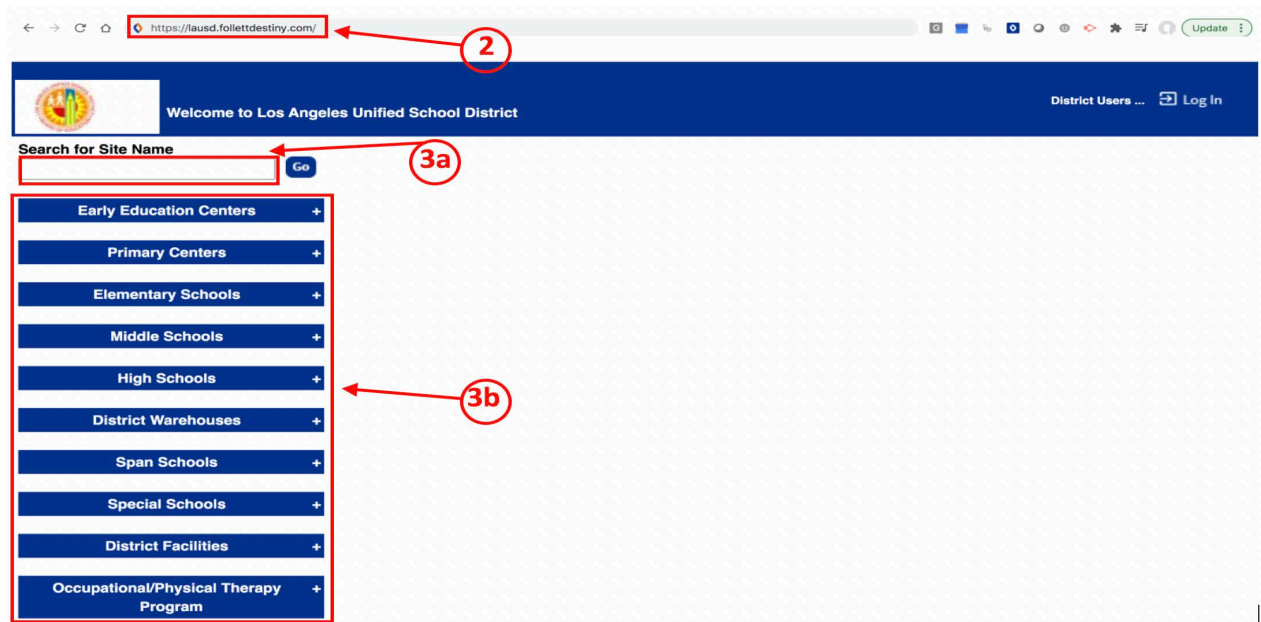 https://lausd.follettdestiny.com/
Update
2
Welcome to Los Angeles Unified School District
District Users ... Log In
Search for Site Name
Go
3a
Early Education Centers +
Primary Centers +
Elementary Schools +
Middle Schools +
High Schools +
3b
District Warehouses +
Span Schools +
Special Schools +
District Facilities +
Occupational/Physical Therapy +
Program